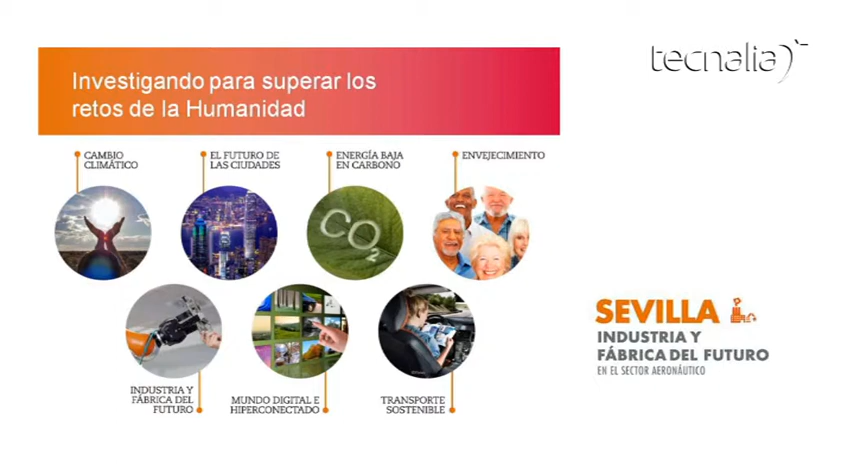 tecnalia
Investigando para superar los
retos de la Humanidad
CAMBIO
CLIMÁTICO
EL FUTURO DE
LAS CIUDADES
ENERGÍA BAJA
EN CARBONO
ENVEJECIMIENTO
CO2
INDUSTRIA Y
FÁBRICA DEL
FUTURO
MUNDO DIGITAL E
HIPERCONECTADO
TRANSPORTE
SOSTENIBLE
SEVILLA
INDUSTRIA Y
FÁBRICA DEL FUTURO
EN EL SECTOR AERONÁUTICO